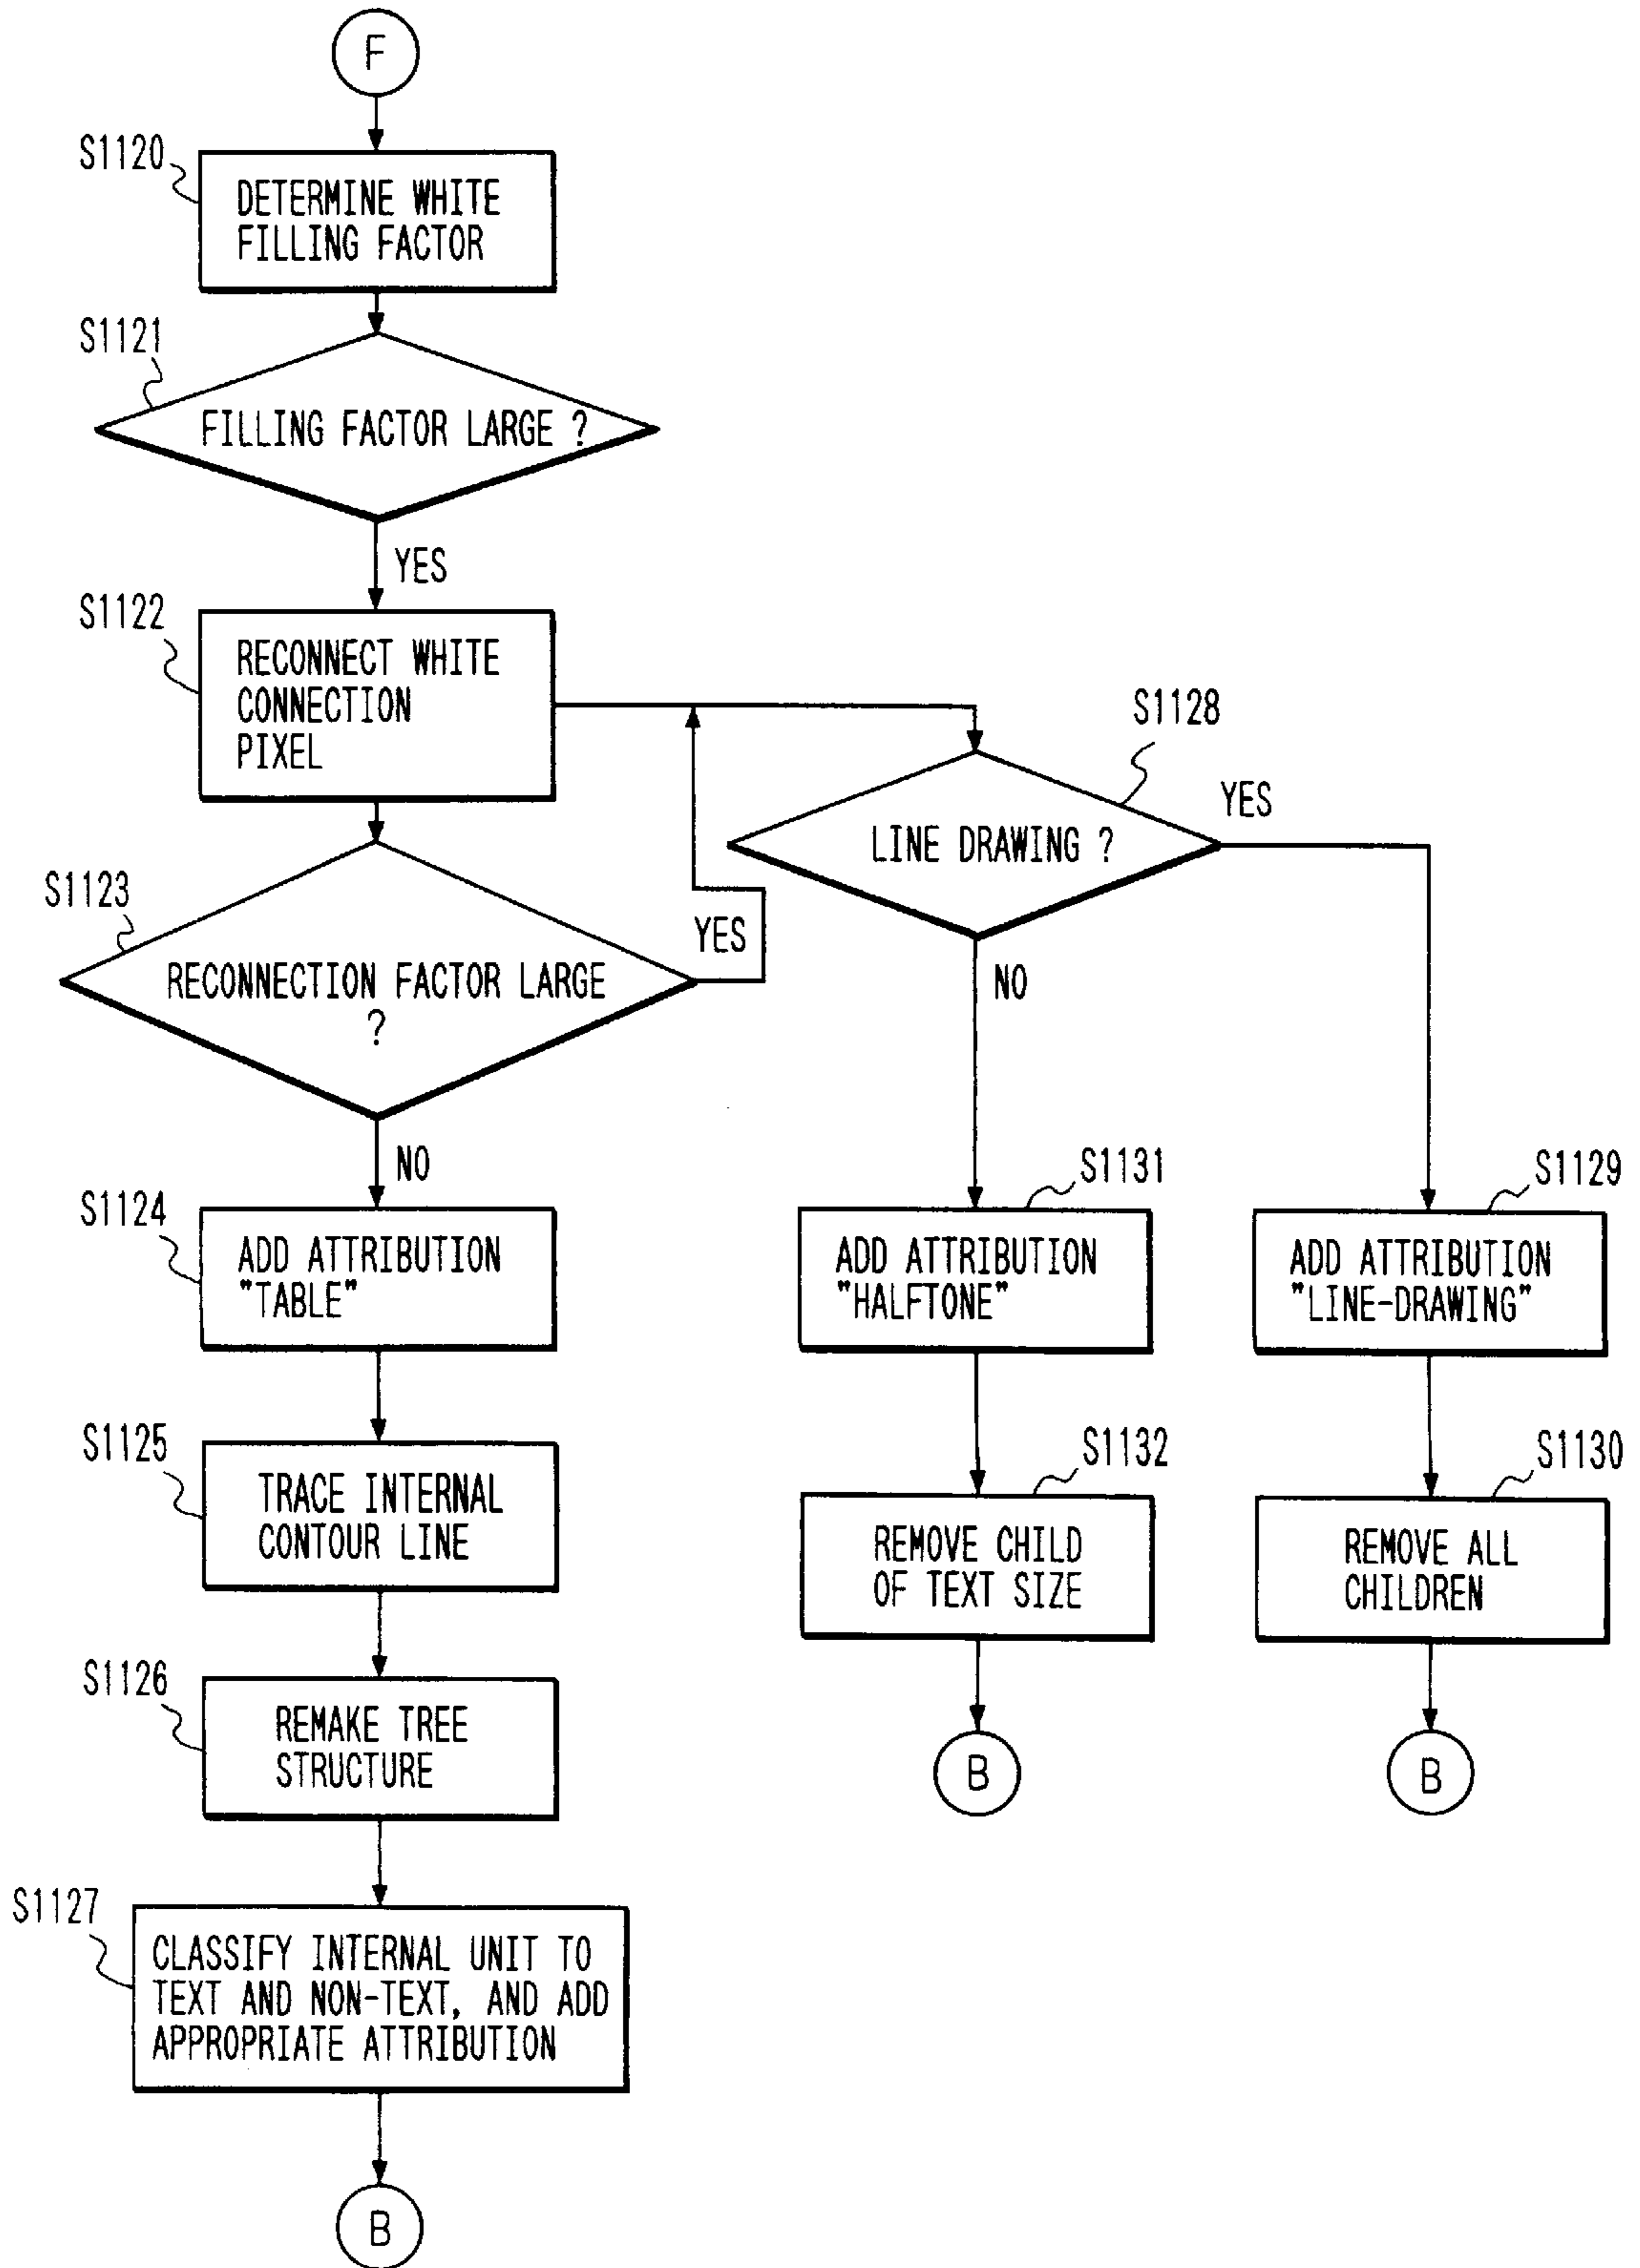 F
S1120
DETERMINE WHITE
FILLING FACTOR
S1121
FILLING FACTOR LARGE ?
YES
S1122
RECONNECT WHITE
CONNECTION
PIXEL
S1123
RECONNECTION FACTOR LARGE
?
YES
NO
S1124
ADD ATTRIBUTION
"TABLE"
S1125
TRACE INTERNAL
CONTOUR LINE
S1126
REMAKE TREE
STRUCTURE
S1127
CLASSIFY INTERNAL UNIT TO
TEXT AND NON-TEXT, AND ADD
APPROPRIATE ATTRIBUTION
B
S1128
LINE DRAWING ?
YES
NO
S1131
ADD ATTRIBUTION
"HALFTONE"
S1132
REMOVE CHILD
OF TEXT SIZE
B
S1129
ADD ATTRIBUTION
"LINE-DRAWING"
S1130
REMOVE ALL
CHILDREN
B